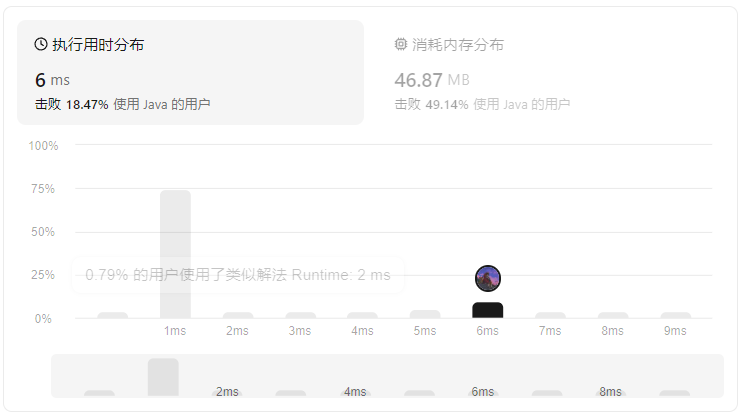 执行用时分布
6 ms
击败 18.47% 使用 Java 的用户
消耗内存分布
46.87 MB
击败 49.14% 使用 Java 的用户
100%
75%
50%
25%
0%
0.79% 的用户使用了类似解法 Runtime: 2 ms
1ms 2ms 3ms 4ms 5ms 6ms 7ms 8ms 9ms
2ms 4ms 6ms 8ms